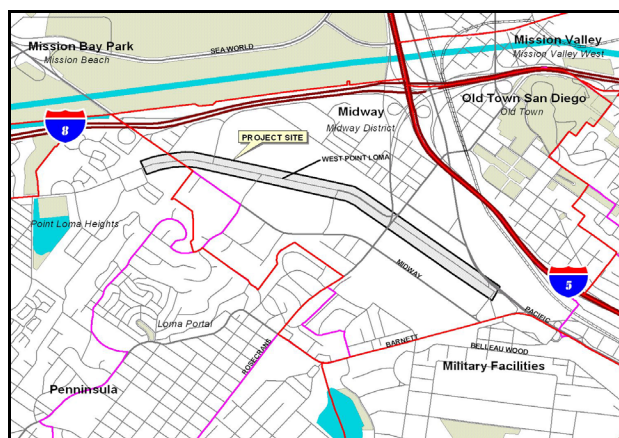 Mission Bay Park
Mission Beach
SEA WORLD
Mission Valley
Mission Valley West
8
Midway
Midway District
Old Town San Diego
Old Town
PROJECT SITE
WEST POINT LOMA
Point Loma Heights
MIDWAY
5
PACIFIC
Loma Portal
ROSECRANS
BARNETT
BELLEAU WOOD
Military Facilities
Penninsula